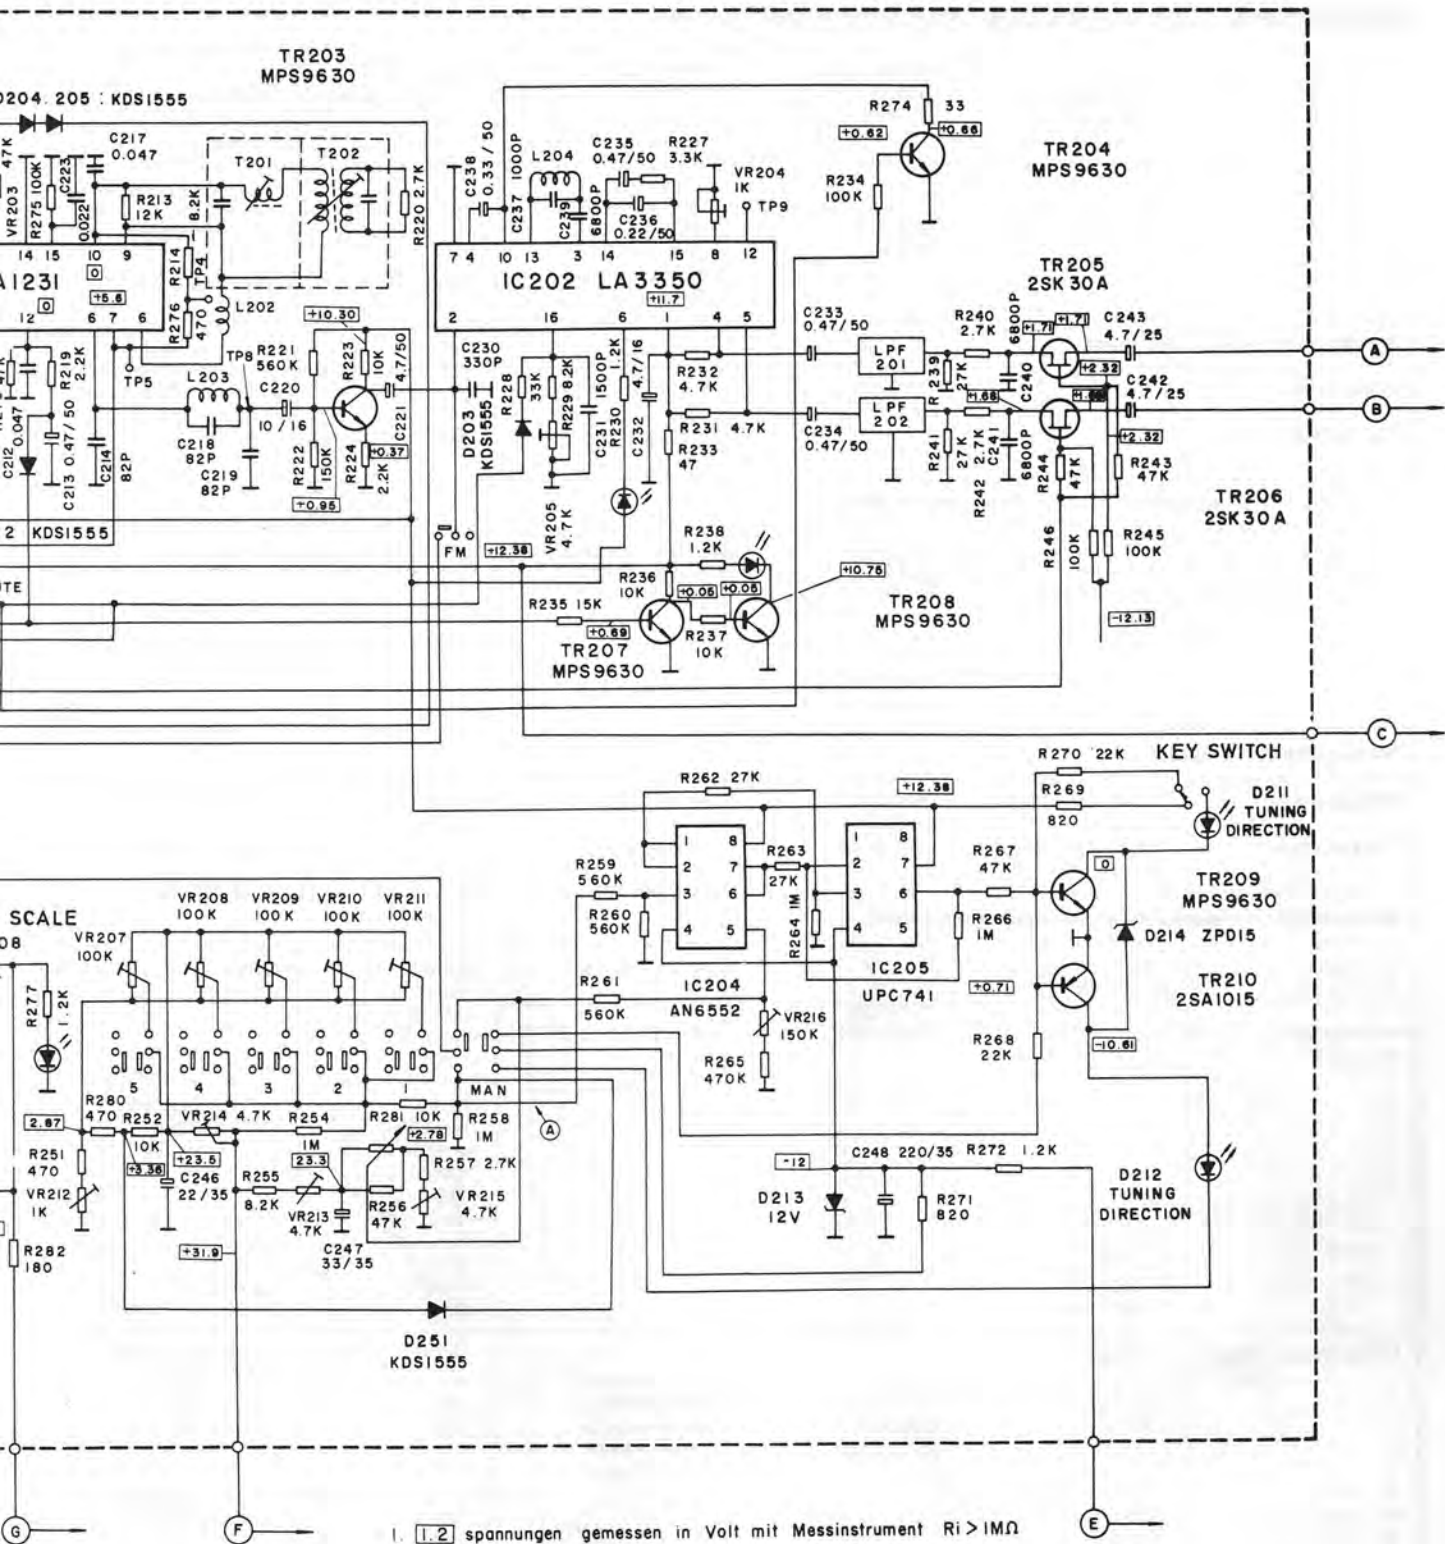 TR203
MPS9630
D204. 205 : KDS1555
47K
VR203
R275 100K
C223
0.022
C217
0.047
R213
12K
8.2K
T201
T202
R220 2.7K
14 15 10 9
A1231
0
0
+5.6
12 6 7 6
R214
TP4
R276
470
L202
C238
0.33 / 50
C237 1000P
L204
C239
6800P
C235
0.47/50
C236
0.22/50
R227
3.3K
VR204
1K
TP9
R274 33
+0.62
+0.66
R234
100K
TR204
MPS9630
7 4 10 13 3 14 15 8 12
IC202 LA3350
+11.7
2 16 6 1 4 5
TR205
2SK30A
C233
0.47/50
LPF
201
R240
2.7K
R239
27K
6800P
C240
+1.71
+1.71
C243
4.7/25
+2.32
A
C242
4.7/25
B
+1.68
LPF
202
C234
0.47/50
R241
27K
2.7K
R242
C241
6800P
R244
47K
+2.32
R243
47K
TR206
2SK30A
R246
100K
R245
100K
-12.13
R219
2.2K
TP5
C212
0.047
C213 0.47/50
C214
82P
L203
TP8
C218
82P
C219
82P
C220
10/16
R221
560K
+10.30
R223
10K
4.7/50
C221
R222
150K
R224
2.2K
+0.37
+0.95
C230
330P
D203
KDS1555
R228
33K
R229 8.2K
C231 1500P
R230 1.2K
C232 4.7/16
R232
4.7K
R231 4.7K
R233
47
VR205
4.7K
2 KDS1555
FM
+12.38
UTE
R238
1.2K
R236
10K
R235 15K
+0.69
+0.05
+0.05
+10.75
R237
10K
TR207
MPS9630
TR208
MPS9630
C
R262 27K
+12.38
R270 22K
KEY SWITCH
R269
820
D211
TUNING
DIRECTION
1 8
2 7
3 6
4 5
1 8
2 7
3 6
4 5
R259
560K
R260
560K
R263
27K
R264 1M
R267
47K
R266
1M
0
TR209
MPS9630
D214 ZPD15
IC204
AN6552
IC205
UPC741
+0.71
TR210
2SA1015
SCALE
08
VR207
100K
VR208
100K
VR209
100K
VR210
100K
VR211
100K
R277
1.2K
R261
560K
VR216
150K
R265
470K
R268
22K
-10.61
5 4 3 2 1 MAN
R280
470
R252
10K
VR214 4.7K
R254
1M
R281 10K
R258
1M
A
2.87
+3.36
+23.5
+2.78
23.3
R251
470
VR212
1K
C246
22/35
R255
8.2K
VR213
4.7K
R256
47K
R257 2.7K
VR215
4.7K
-12
C248 220/35
R272 1.2K
D213
12V
R271
820
D212
TUNING
DIRECTION
R282
180
+31.9
C247
33/35
D251
KDS1555
G
F
E
1. 1.2 spannungen gemessen in Volt mit Messinstrument Ri > 1MΩ